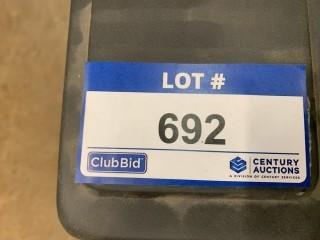 LOT #
692
ClubBid
CENTURY
AUCTIONS
A DIVISION OF CENTURY SERVICES